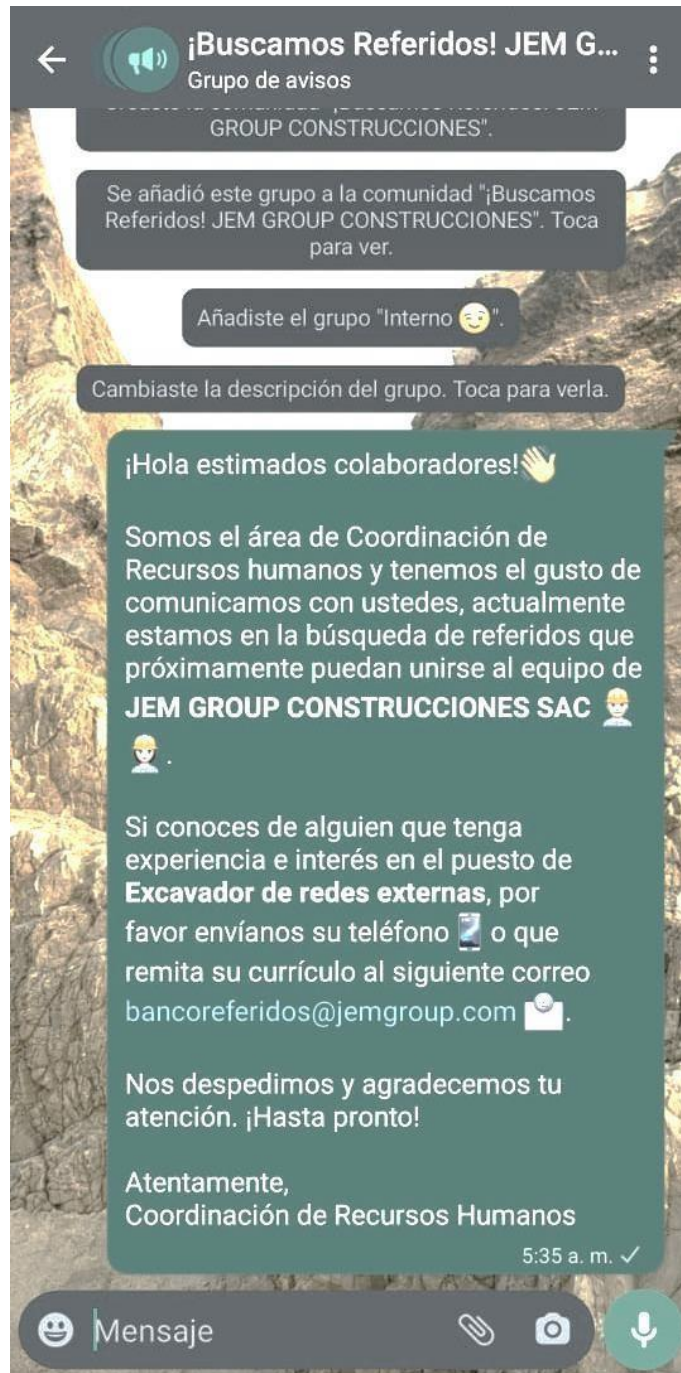 ¡Buscamos Referidos! JEM G...
Grupo de avisos
GROUP CONSTRUCCIONES".
Se añadió este grupo a la comunidad "¡Buscamos
Referidos! JEM GROUP CONSTRUCCIONES". Toca
para ver.
Añadiste el grupo "Interno 😉".
Cambiaste la descripción del grupo. Toca para verla.
¡Hola estimados colaboradores!👋🏻
Somos el área de Coordinación de
Recursos humanos y tenemos el gusto de
comunicamos con ustedes, actualmente
estamos en la búsqueda de referidos que
próximamente puedan unirse al equipo de
JEM GROUP CONSTRUCCIONES SAC 👷🏻‍♂️
👷🏻‍♀️.
Si conoces de alguien que tenga
experiencia e interés en el puesto de
Excavador de redes externas, por
favor envíanos su teléfono 📱 o que
remita su currículo al siguiente correo
bancoreferidos@jemgroup.com.
Nos despedimos y agradecemos tu
atención. ¡Hasta pronto!
Atentamente,
Coordinación de Recursos Humanos
5:35 a. m. ✓
Mensaje